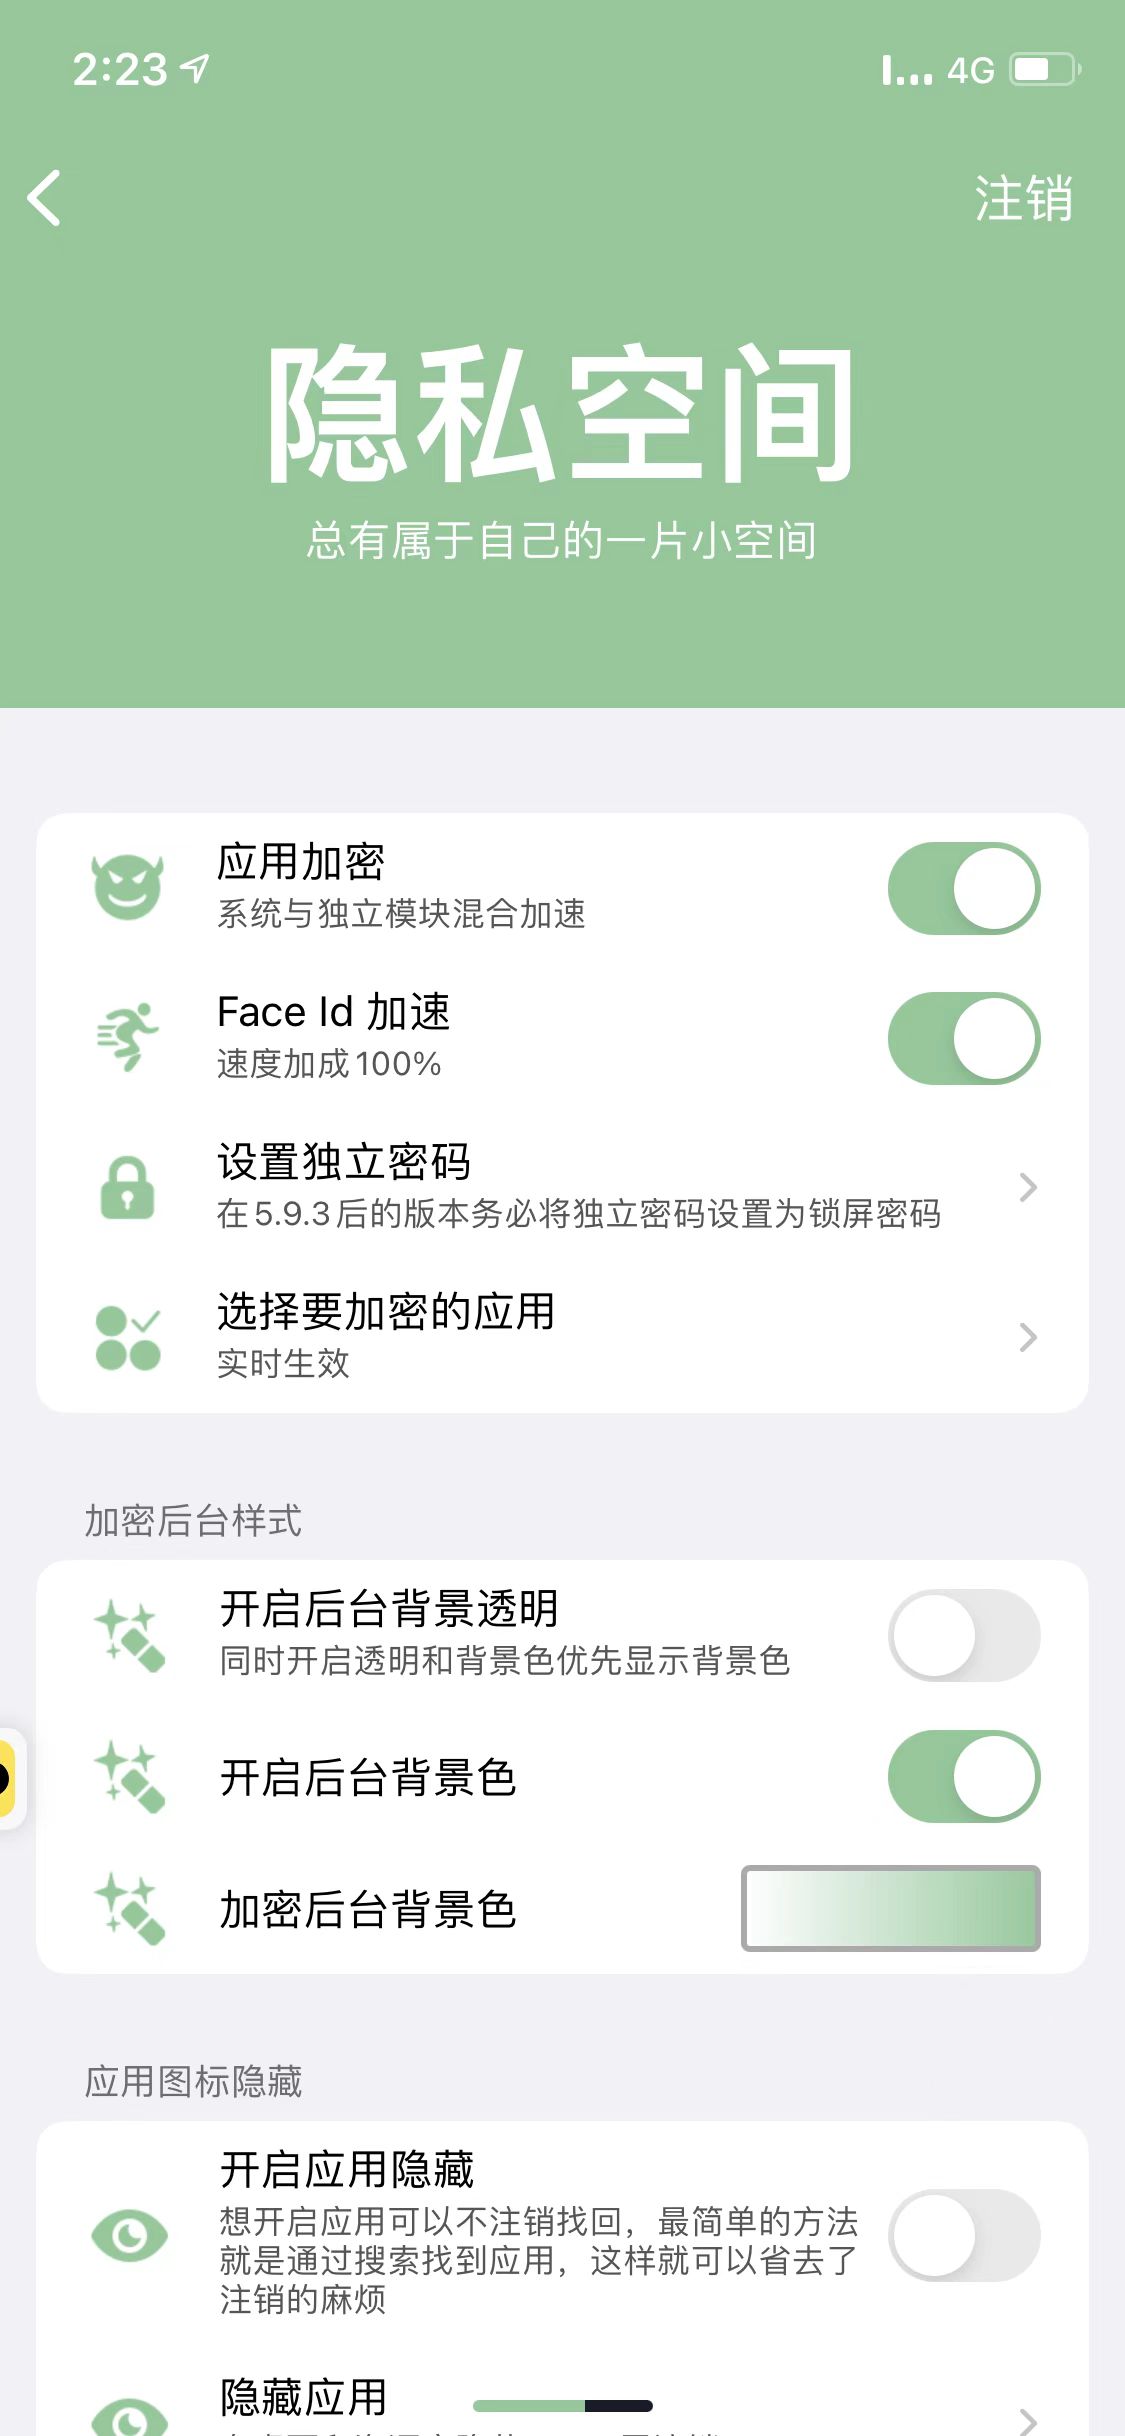 2:23
4G
注销
隐私空间
总有属于自己的一片小空间
应用加密
系统与独立模块混合加速
Face Id 加速
速度加成100%
设置独立密码
在5.9.3后的版本务必将独立密码设置为锁屏密码
选择要加密的应用
实时生效
加密后台样式
开启后台背景透明
同时开启透明和背景色优先显示背景色
开启后台背景色
加密后台背景色
应用图标隐藏
开启应用隐藏
想开启应用可以不注销找回，最简单的方法
就是通过搜索找到应用，这样就可以省去了
注销的麻烦
隐藏应用